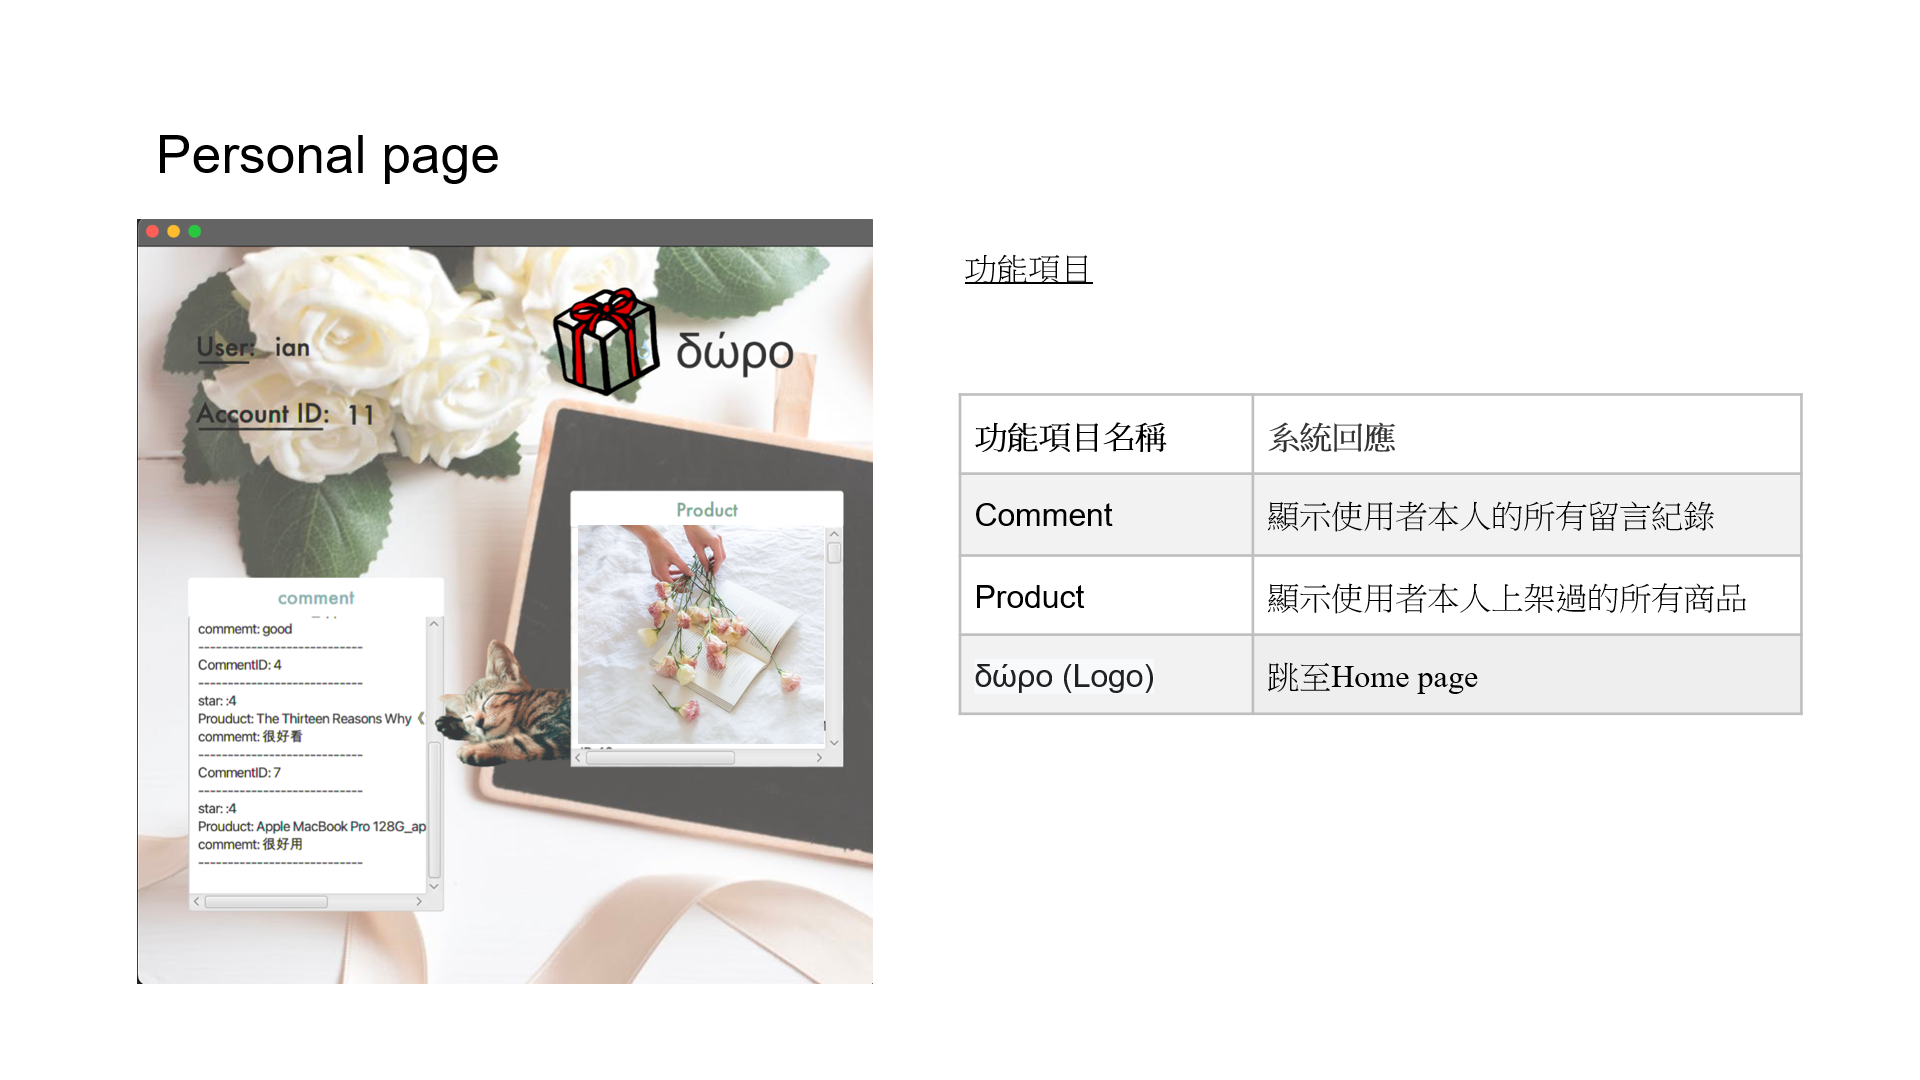 Personal page
User: ian
δώρο
Account ID: 11
Product
comment
commemt: good
----------------------------
CommentID: 4
----------------------------
star: :4
Prouduct: The Thirteen Reasons Why《
commemt: 很好看
----------------------------
CommentID: 7
----------------------------
star: :4
Prouduct: Apple MacBook Pro 128G_ap
commemt: 很好用
----------------------------
功能項目
功能項目名稱 系統回應
Comment 顯示使用者本人的所有留言紀錄
Product 顯示使用者本人上架過的所有商品
δώρο (Logo) 跳至Home page